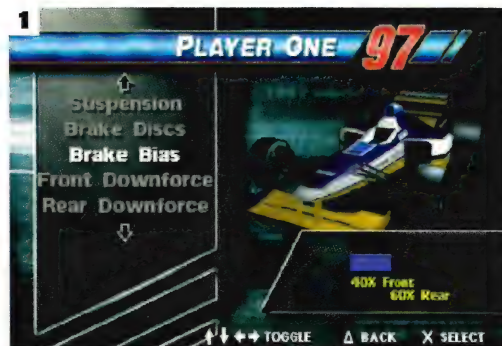 1
PLAYER ONE 97
Suspension
Brake Discs
Brake Bias
Front Downforce
Rear Downforce
40% Front
60% Rear
TOGGLE △ BACK X SELECT